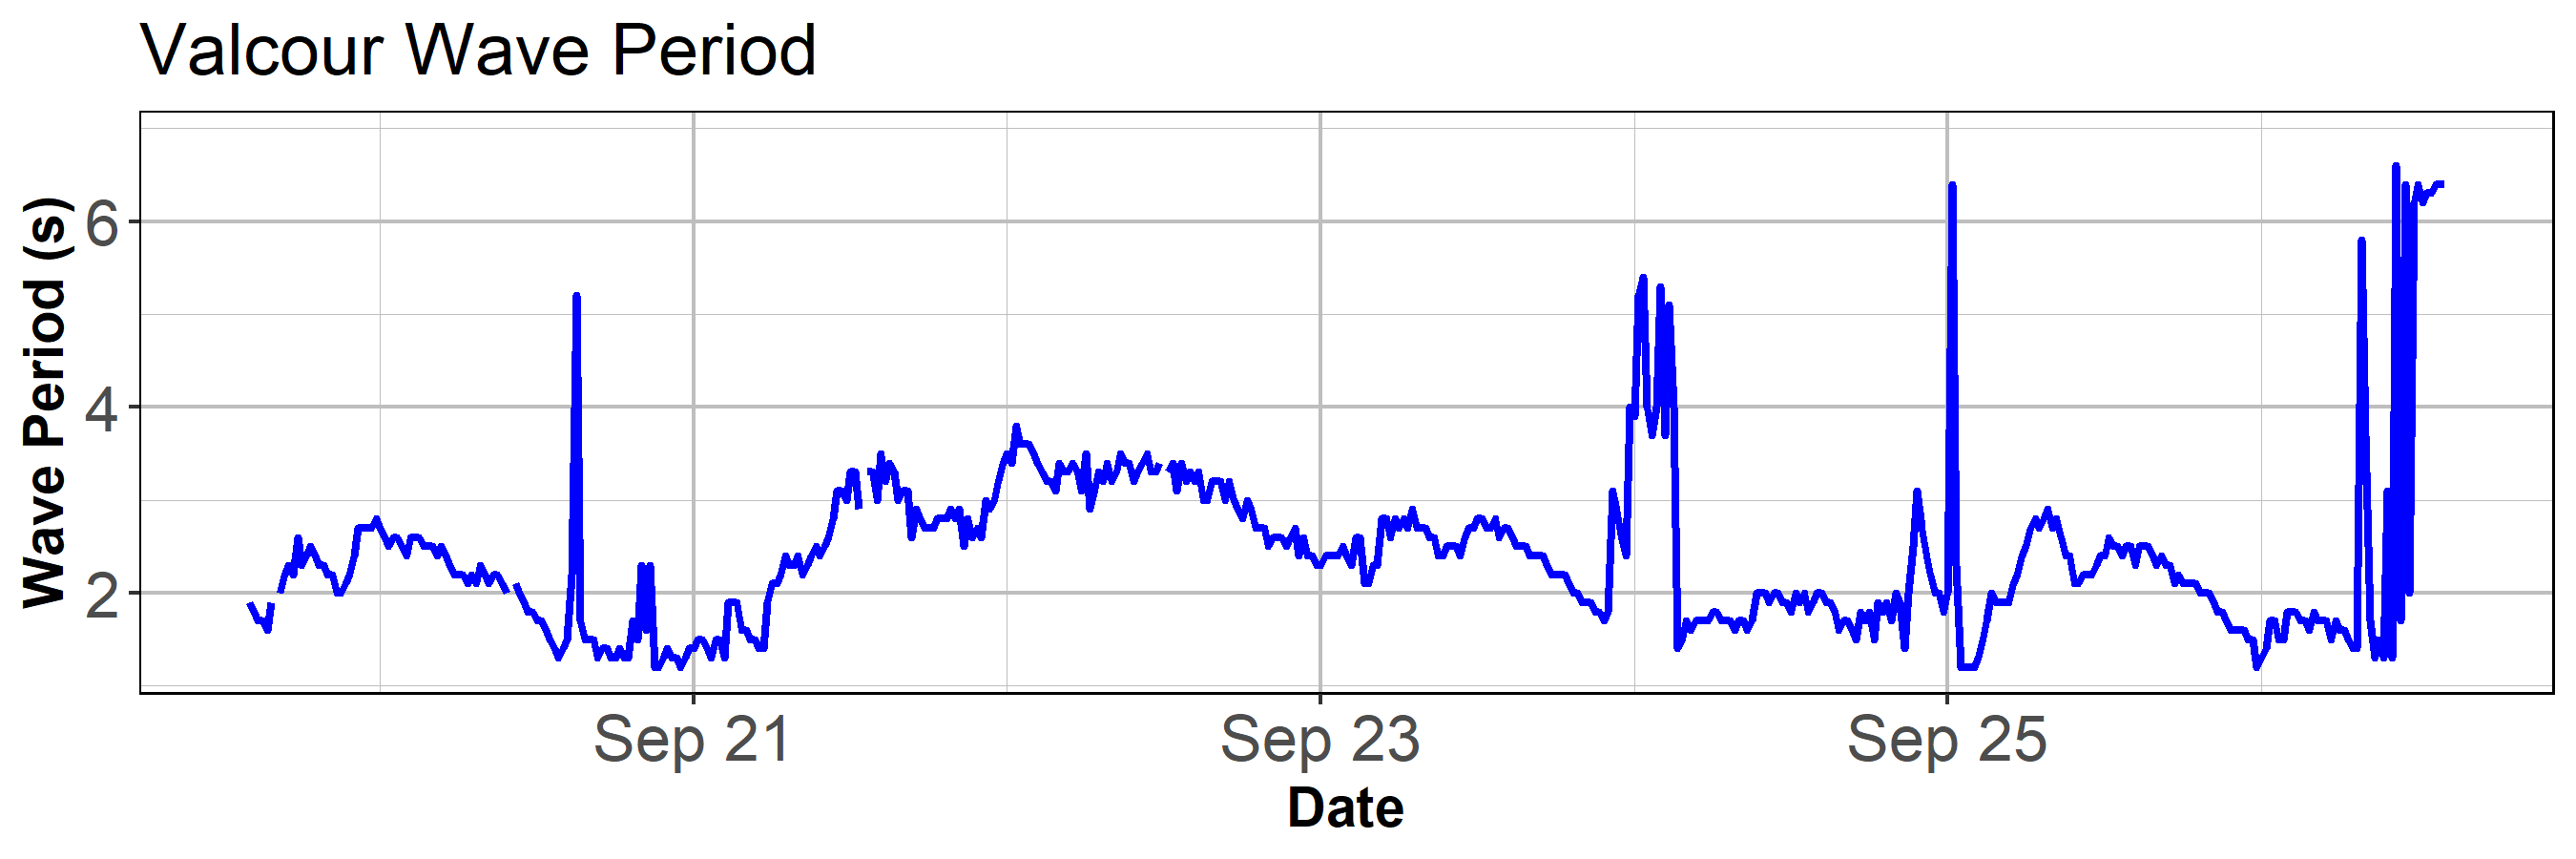 Valcour Wave Period
Wave Period (s)
6
4
2
Sep 21
Sep 23
Sep 25
Date